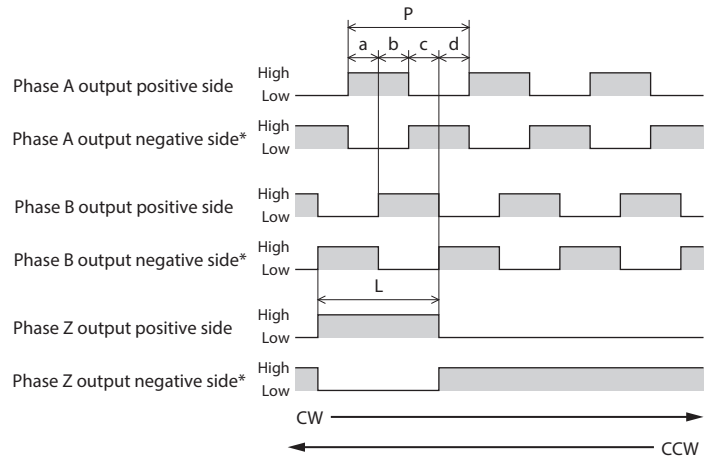 P
a b c d
Phase A output positive side High
Low
Phase A output negative side* High
Low
Phase B output positive side High
Low
Phase B output negative side* High
Low
L
Phase Z output positive side High
Low
Phase Z output negative side* High
Low
CW
CCW